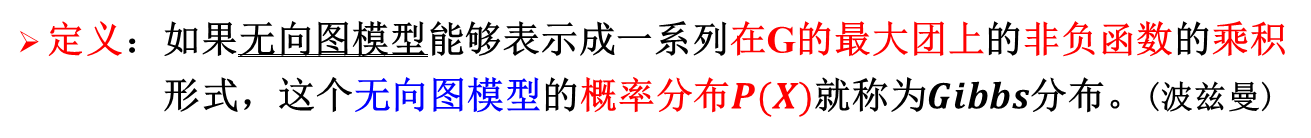 ➢定义：如果无向图模型能够表示成一系列在G的最大团上的非负函数的乘积
形式，这个无向图模型的概率分布P(X)就称为Gibbs分布。(波兹曼)